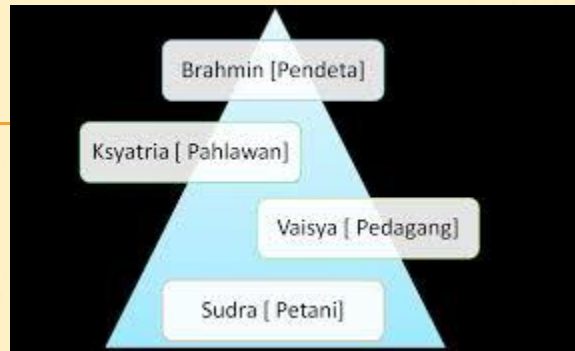 Brahmin [Pendeta]
Ksyatria [ Pahlawan]
Vaisya [ Pedagang]
Sudra [ Petani]